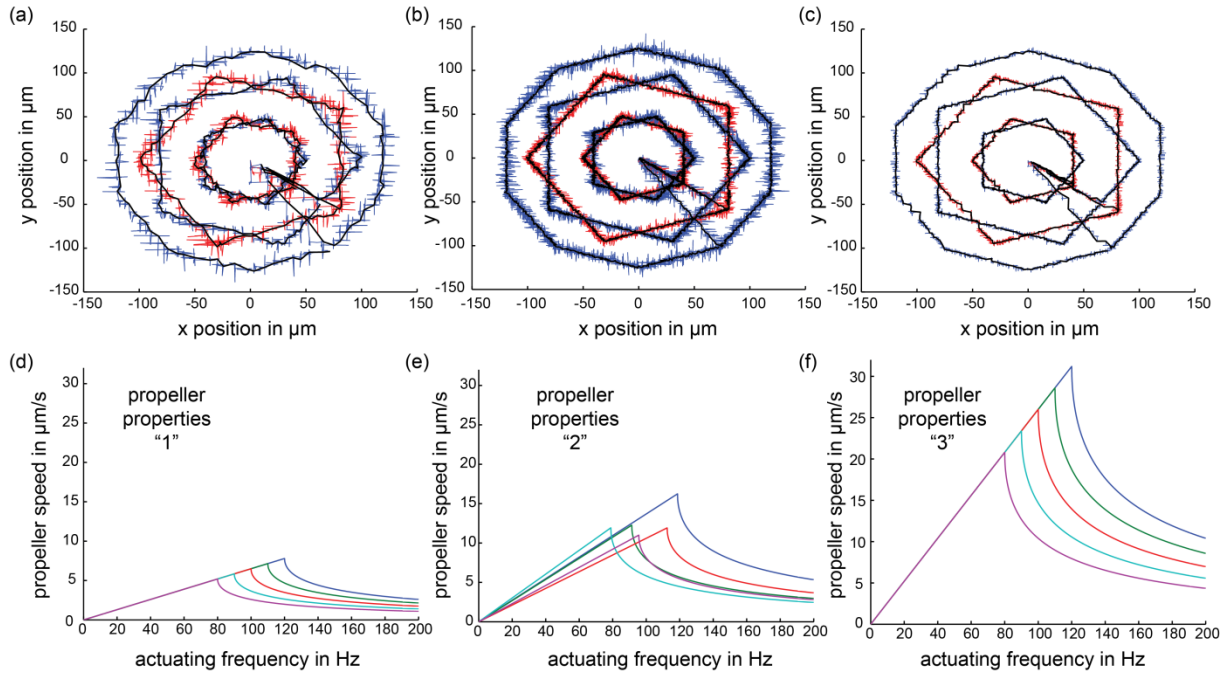 (a)
150
100
50
0
-50
-100
-150
y position in µm
-150
-100
-50
0
50
100
150
x position in µm
(b)
150
100
50
0
-50
-100
-150
y position in µm
-150
-100
-50
0
50
100
150
x position in µm
(c)
150
100
50
0
-50
-100
-150
y position in µm
-150
-100
-50
0
50
100
150
x position in µm
(d)
propeller
properties
“1”
30
25
20
15
10
5
0
propeller speed in µm/s
0 20 40 60 80 100 120 140 160 180 200
actuating frequency in Hz
(e)
propeller
properties
“2”
30
25
20
15
10
5
0
propeller speed in µm/s
0 20 40 60 80 100 120 140 160 180 200
actuating frequency in Hz
(f)
propeller
properties
“3”
30
25
20
15
10
5
0
propeller speed in µm/s
0 20 40 60 80 100 120 140 160 180 200
actuating frequency in Hz